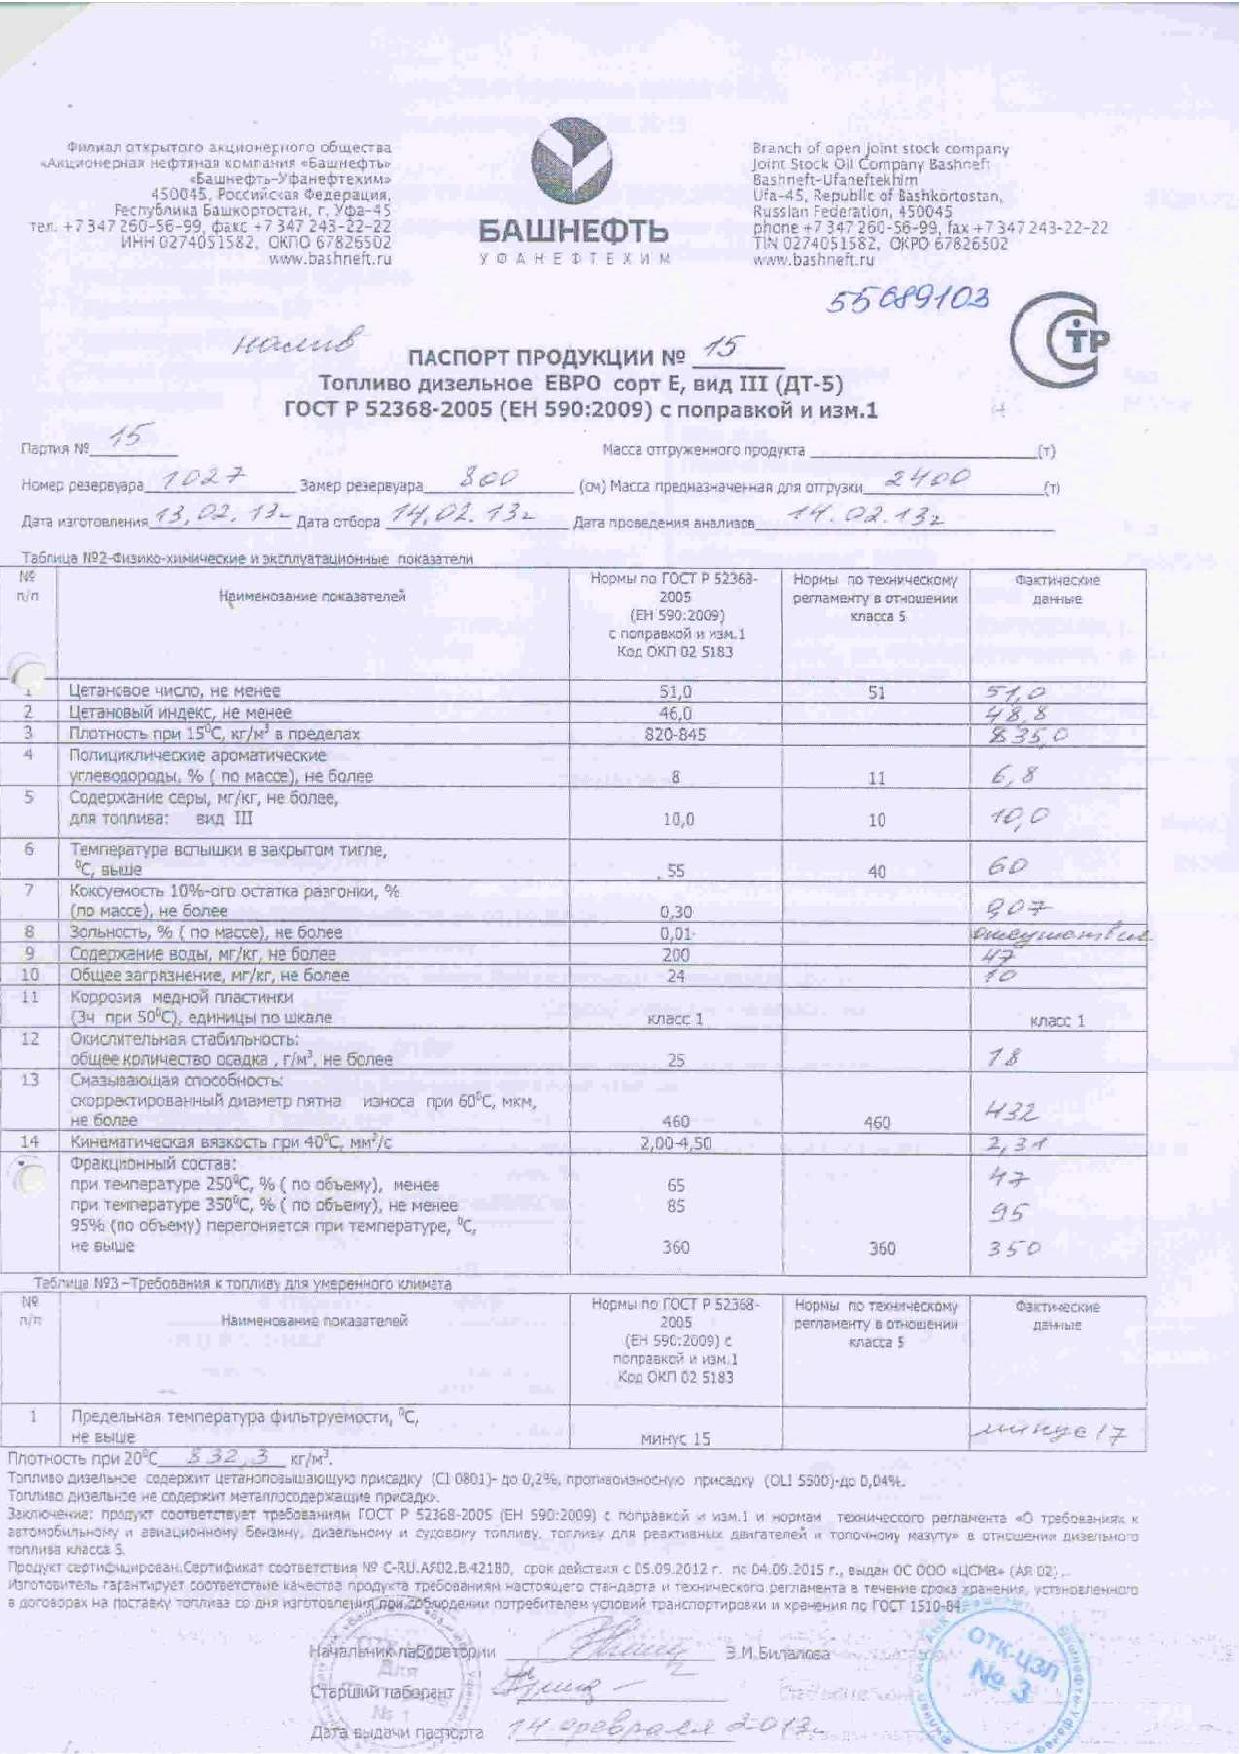 Филиал открытого акционерного общества
«Акционерная нефтяная компания «Башнефть»
«Башнефть-Уфанефтехим»
450045, Российская Федерация,
Республика Башкортостан, г. Уфа-45
тел. +7 347 260-56-99, факс +7 347 243-22-22
ИНН 0274051582, ОКПО 67826502
www.bashneft.ru
БАШНЕФТЬ
УФАНЕФТЕХИМ
Branch of open joint stock company
Joint Stock Oil Company Bashneft
Bashneft-Ufaneftekhim
Ufa-45, Republic of Bashkortostan,
Russian Federation, 450045
phone +7 347 260-56-99, fax +7 347 243-22-22
TIN 0274051582, OKPO 67826502
www.bashneft.ru
55689103
СТР
налив
ПАСПОРТ ПРОДУКЦИИ № 15
Топливо дизельное ЕВРО сорт Е, вид III (ДТ-5)
ГОСТ Р 52368-2005 (ЕН 590:2009) с поправкой и изм.1
Партия № 15 Масса отгруженного продукта (т)
Номер резервуара 1027 Замер резервуара 800 (см) Масса предназначенная для отгрузки 2400 (т)
Дата изготовления 13.02.13г Дата отбора 14.02.13г Дата проведения анализов 14.02.13г
Таблица №2-Физико-химические и эксплуатационные показатели
№ п/п Наименование показателей Нормы по ГОСТ Р 52368-2005 (ЕН 590:2009) с поправкой и изм.1 Код ОКП 02 5183 Нормы по техническому регламенту в отношении класса 5 Фактические данные
1 Цетановое число, не менее 51,0 51 51,0
2 Цетановый индекс, не менее 46,0 48,8
3 Плотность при 15⁰С, кг/м³ в пределах 820-845 835,0
4 Полициклические ароматические
углеводороды, % ( по массе), не более 8 11 6,8
5 Содержание серы, мг/кг, не более,
для топлива: вид III 10,0 10 10,0
6 Температура вспышки в закрытом тигле,
⁰С, выше 55 40 60
7 Коксуемость 10%-ого остатка разгонки, %
(по массе), не более 0,30 0,07
8 Зольность, % ( по массе), не более 0,01 отсутствие
9 Содержание воды, мг/кг, не более 200 47
10 Общее загрязнение, мг/кг, не более 24 10
11 Коррозия медной пластинки
(3ч при 50⁰С), единицы по шкале класс 1 класс 1
12 Окислительная стабильность:
общее количество осадка , г/м³, не более 25 18
13 Смазывающая способность:
скорректированный диаметр пятна износа при 60⁰С, мкм,
не более 460 460 432
14 Кинематическая вязкость при 40⁰С, мм²/с 2,00-4,50 2,31
Фракционный состав:
при температуре 250⁰С, % ( по объему), менее 65 47
при температуре 350⁰С, % ( по объему), не менее 85 95
95% (по объему) перегоняется при температуре, ⁰С,
не выше 360 360 350
Таблица №3 –Требования к топливу для умеренного климата
№ п/п Наименование показателей Нормы по ГОСТ Р 52368-2005 (ЕН 590:2009) с поправкой и изм.1 Код ОКП 02 5183 Нормы по техническому регламенту в отношении класса 5 Фактические данные
1 Предельная температура фильтруемости, ⁰С,
не выше минус 15 минус 17
Плотность при 20⁰С 832,3 кг/м³.
Топливо дизельное содержит цетаноповышающую присадку (CI 0801)- до 0,2%, противоизносную присадку (OLI 5500)-до 0,04%.
Топливо дизельное не содержит металлосодержащие присадки.
Заключение: продукт соответствует требованиям ГОСТ Р 52368-2005 (ЕН 590:2009) с поправкой и изм.1 и нормам технического регламента «О требованиях к
автомобильному и авиационному бензину, дизельному и судовому топливу, топливу для реактивных двигателей и топочному мазуту» в отношении дизельного
топлива класса 5.
Продукт сертифицирован.Сертификат соответствия № C-RU.АЯ02.В.42180, срок действия с 05.09.2012 г. по 04.09.2015 г., выдан ОС ООО «ЦСМВ» (АЯ 02).
Изготовитель гарантирует соответствие качества продукта требованиям настоящего стандарта и технического регламента в течение срока хранения, установленного
в договорах на поставку топлива со дня изготовления при соблюдении потребителем условий транспортировки и хранения по ГОСТ 1510-84.
Начальник лаборатории Э.М.Билалова
Старший лаборант
Дата выдачи паспорта 14 февраля 2013г.
Для
№ 1
ОТК-ЦЗЛ
№ 3